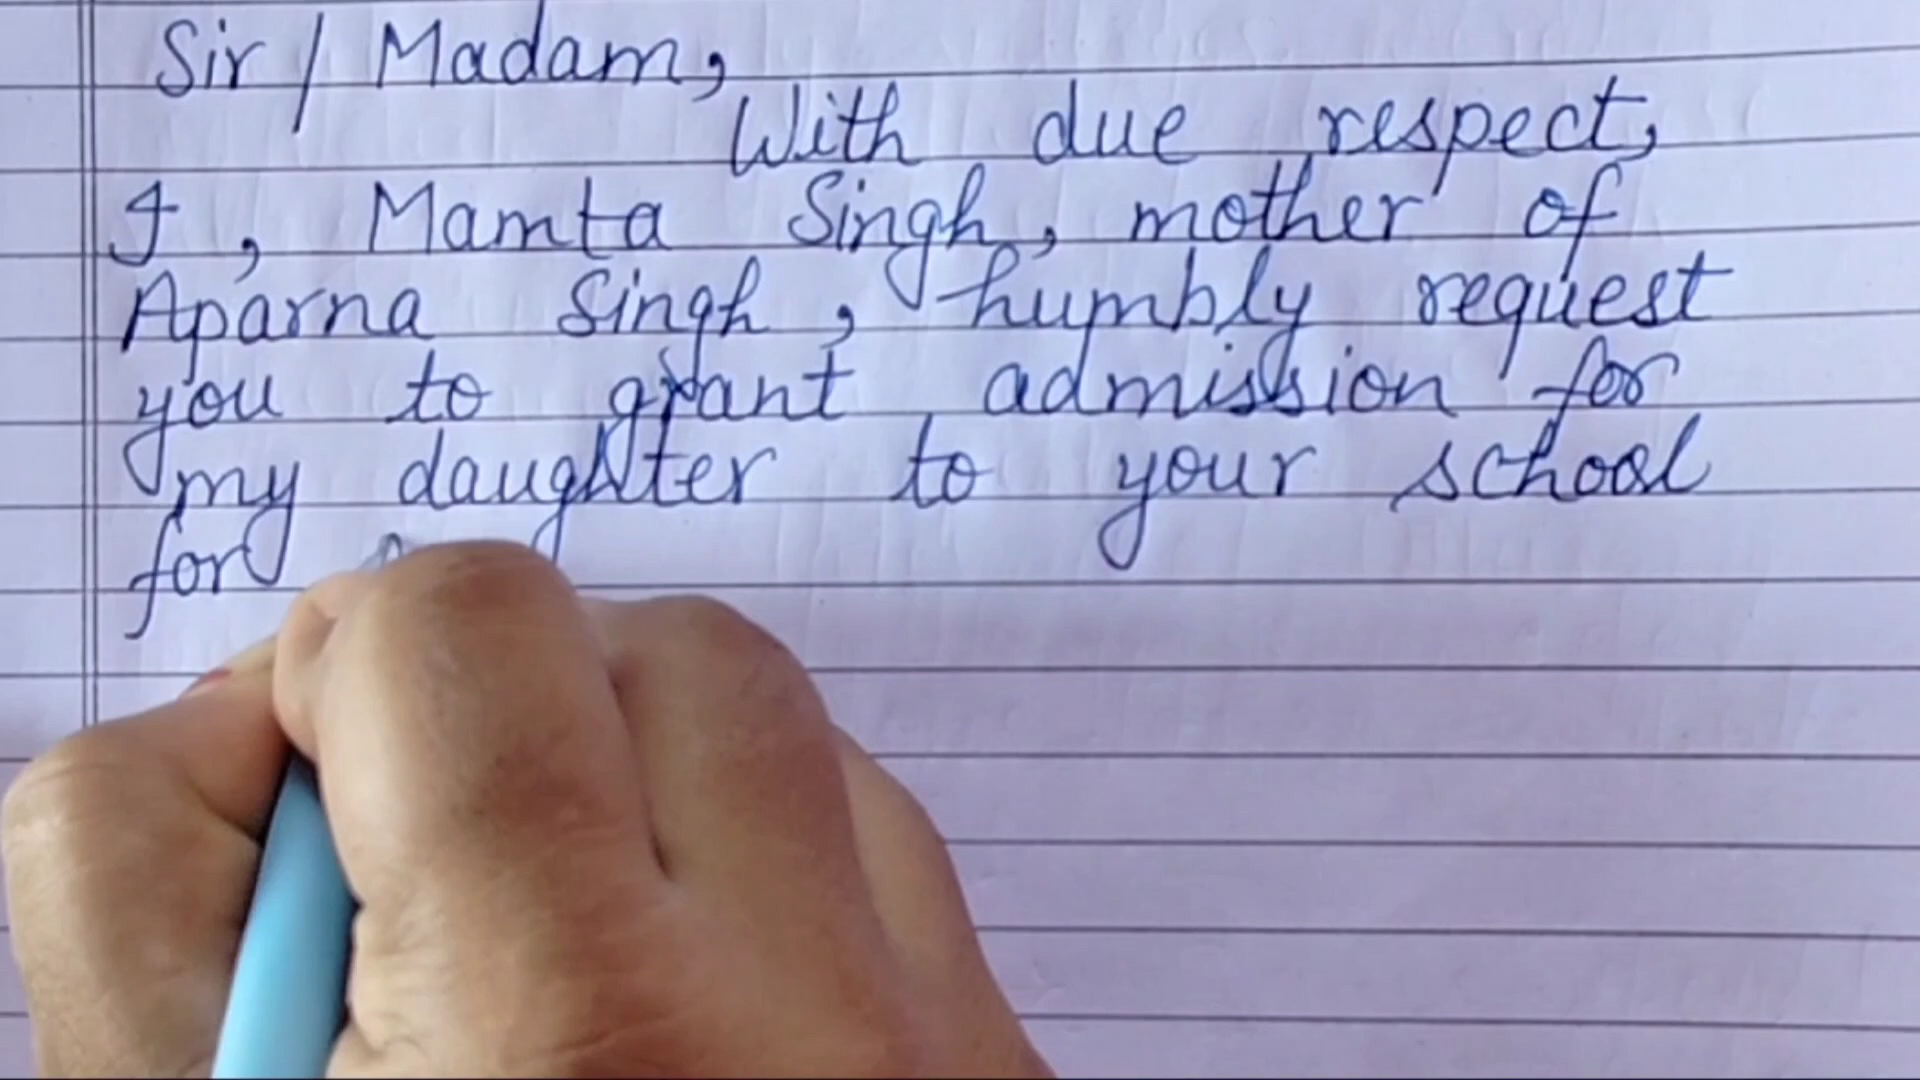 Sir / Madam,
With due respect,
I, Mamta Singh, mother of
Aparna Singh, humbly request
you to grant admission for
my daughter to your school
for